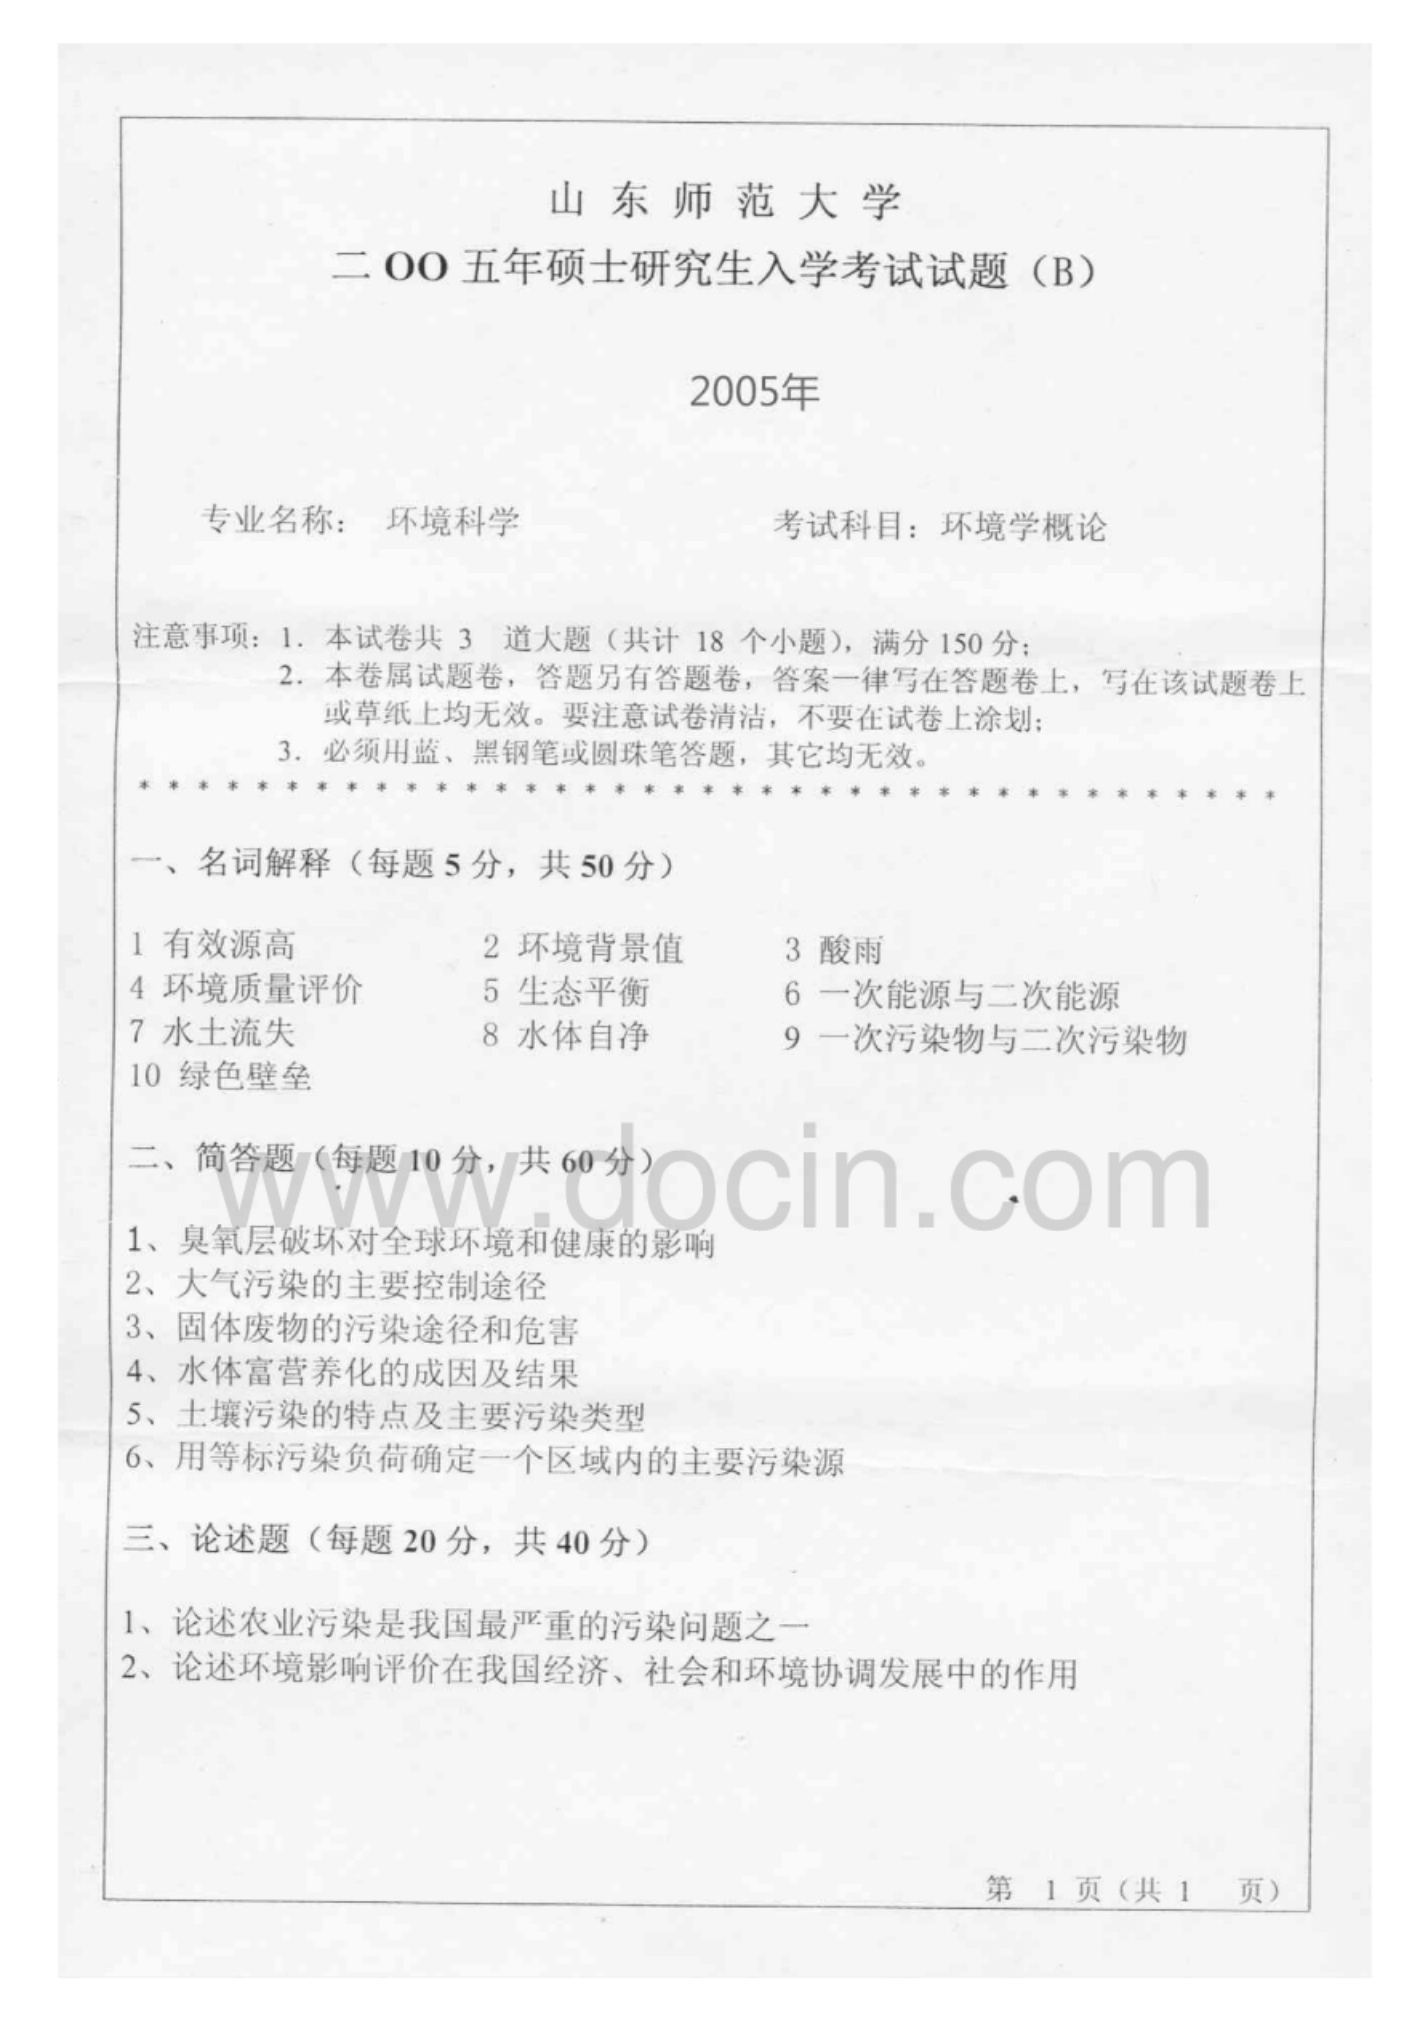 山东师范大学
二OO五年硕士研究生入学考试试题（B）
2005年
专业名称： 环境科学 考试科目：环境学概论
注意事项：1．本试卷共 3 道大题（共计 18 个小题），满分 150 分；
2．本卷属试题卷，答题另有答题卷，答案一律写在答题卷上，写在该试题卷上
或草纸上均无效。要注意试卷清洁，不要在试卷上涂划；
3．必须用蓝、黑钢笔或圆珠笔答题，其它均无效。
* * * * * * * * * * * * * * * * * * * * * * * * * * * * * * * * * * * * * * *
一、名词解释（每题 5 分，共 50 分）
1 有效源高 2 环境背景值 3 酸雨
4 环境质量评价 5 生态平衡 6 一次能源与二次能源
7 水土流失 8 水体自净 9 一次污染物与二次污染物
10 绿色壁垒
二、简答题（每题 10 分，共 60 分）
www.docin.com
1、臭氧层破坏对全球环境和健康的影响
2、大气污染的主要控制途径
3、固体废物的污染途径和危害
4、水体富营养化的成因及结果
5、土壤污染的特点及主要污染类型
6、用等标污染负荷确定一个区域内的主要污染源
三、论述题（每题 20 分，共 40 分）
1、论述农业污染是我国最严重的污染问题之一
2、论述环境影响评价在我国经济、社会和环境协调发展中的作用
第 1 页（共 1 页）